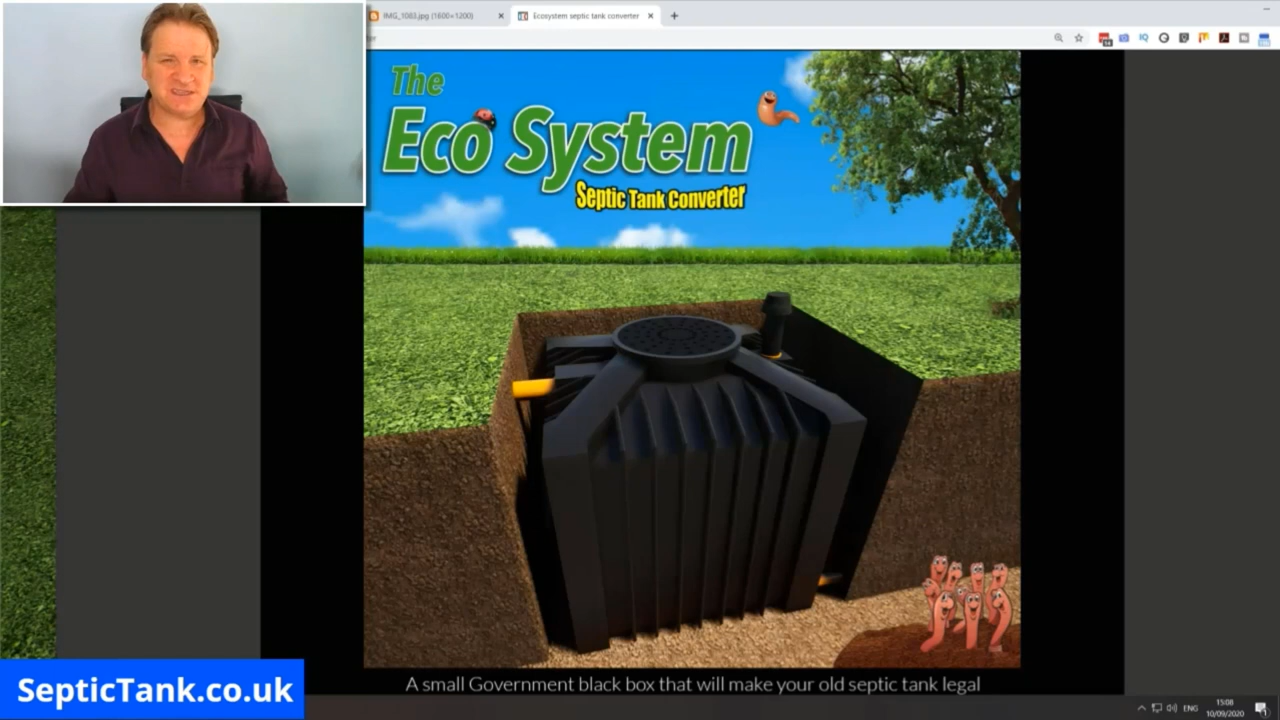 IMG_1083.jpg (1600×1200)
Ecosystem septic tank converter
The
Eco System
Septic Tank Converter
SepticTank.co.uk
A small Government black box that will make your old septic tank legal
ENG
15:08
10/09/2020